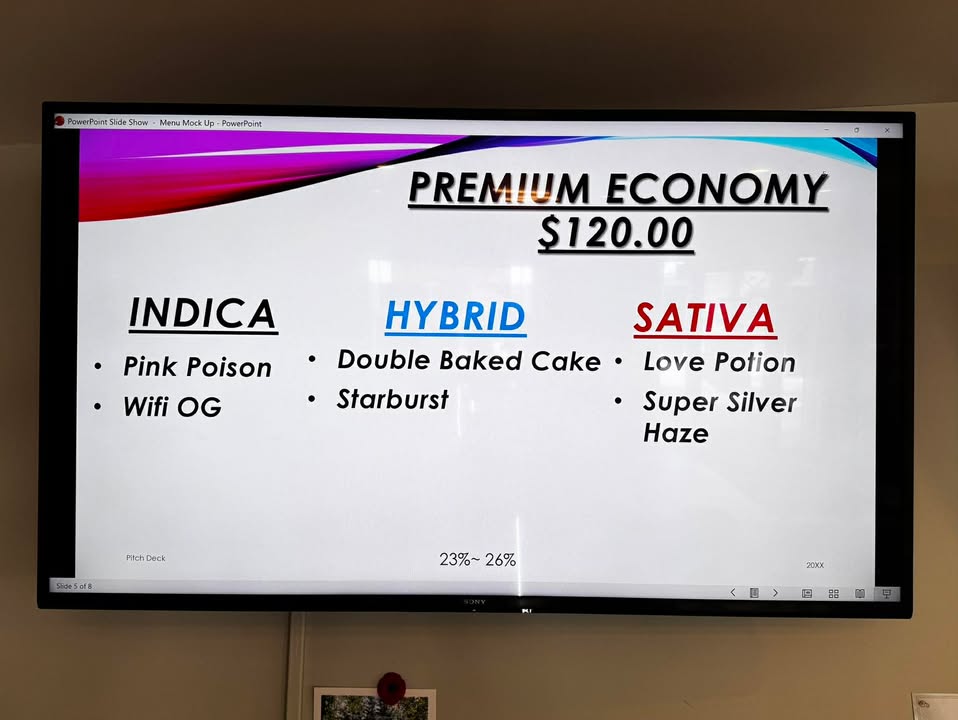 PowerPoint Slide Show - Menu Mock Up - PowerPoint
PREMIUM ECONOMY
$120.00
INDICA
• Pink Poison
• Wifi OG
HYBRID
• Double Baked Cake
• Starburst
SATIVA
• Love Potion
• Super Silver
Haze
Pitch Deck
23%~ 26%
20XX
Slide 5 of 8
SONY